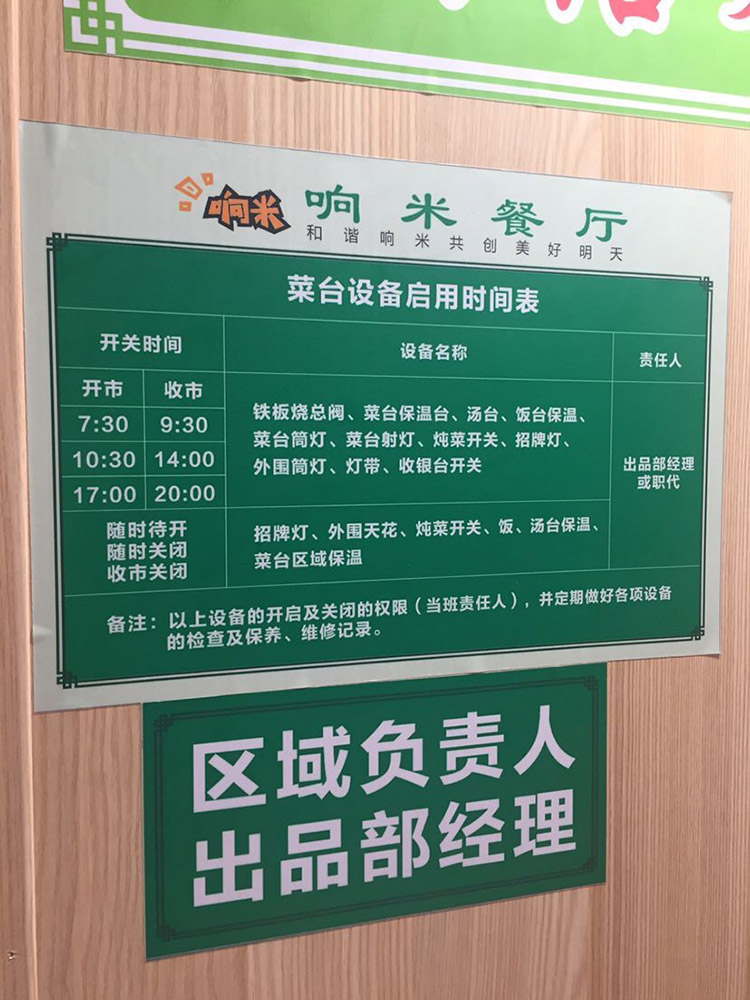 响米
响米餐厅
和谐响米共创美好明天
菜台设备启用时间表
开关时间
设备名称
责任人
开市 收市
7:30 9:30
10:30 14:00
17:00 20:00
铁板烧总阀、菜台保温台、汤台、饭台保温、
菜台筒灯、菜台射灯、炖菜开关、招牌灯、
外围筒灯、灯带、收银台开关
出品部经理
或职代
随时待开
随时关闭
收市关闭
招牌灯、外围天花、炖菜开关、饭、汤台保温、
菜台区域保温
备注：以上设备的开启及关闭的权限（当班责任人），并定期做好各项设备
的检查及保养、维修记录。
区域负责人
出品部经理